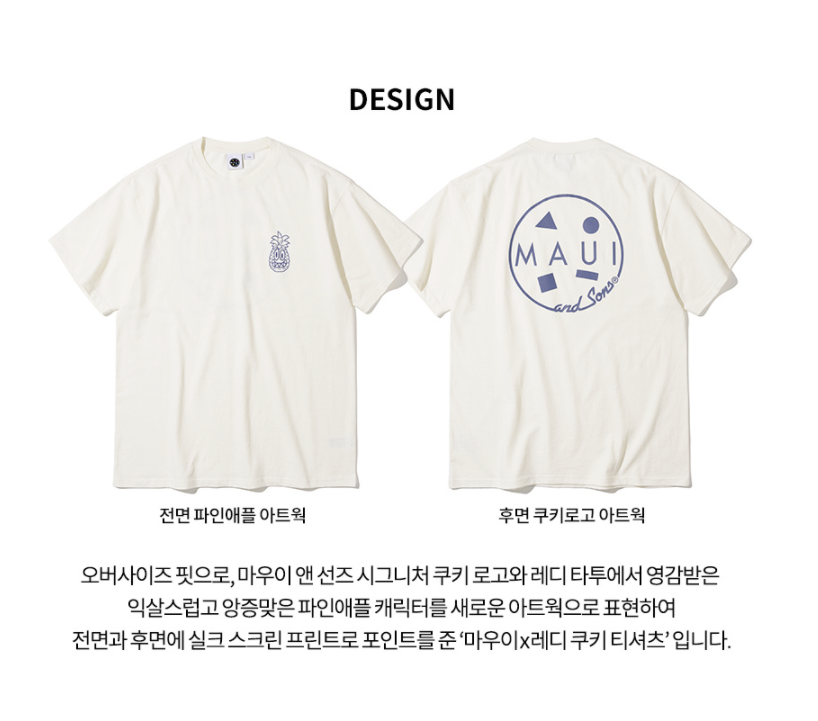 DESIGN
MAUI
and Sons®
전면 파인애플 아트웍
후면 쿠키로고 아트웍
오버사이즈 핏으로, 마우이 앤 선즈 시그니처 쿠키 로고와 레디 타투에서 영감받은
익살스럽고 앙증맞은 파인애플 캐릭터를 새로운 아트웍으로 표현하여
전면과 후면에 실크 스크린 프린트로 포인트를 준 ‘마우이x레디 쿠키 티셔츠’ 입니다.